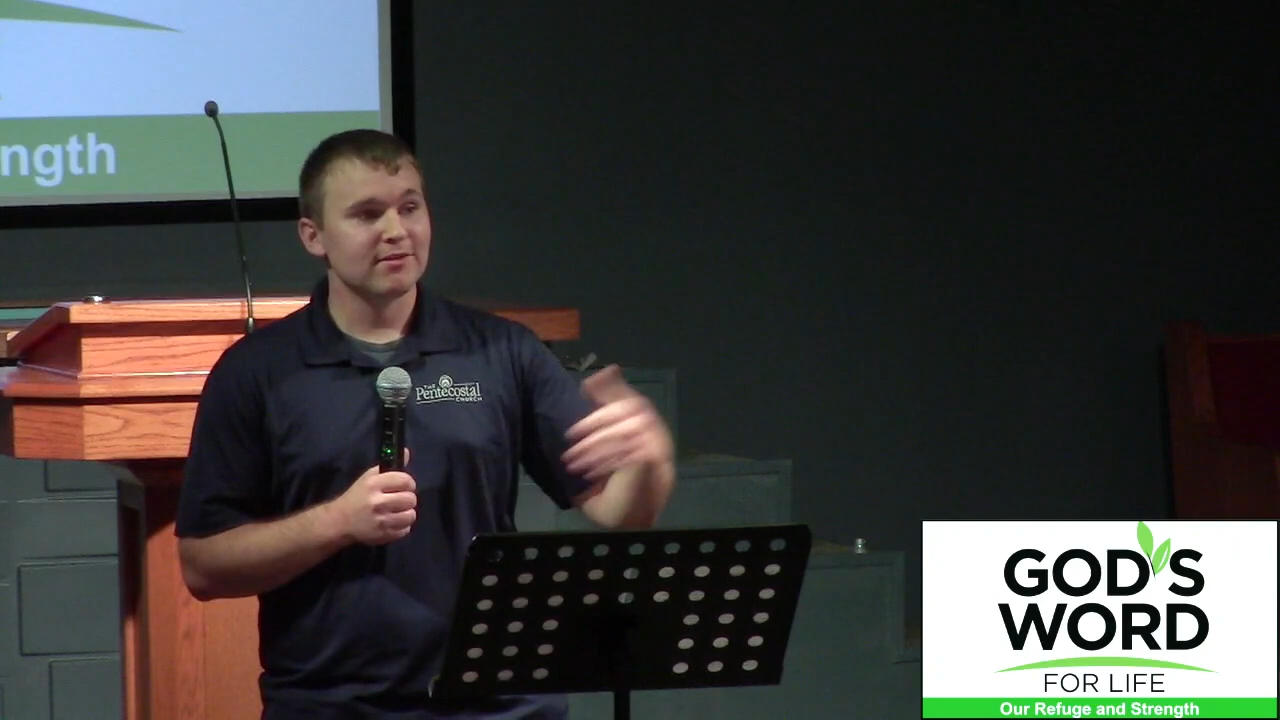 ngth
THE
Pentecostal
CHURCH
GOD'S
WORD
FOR LIFE
Our Refuge and Strength